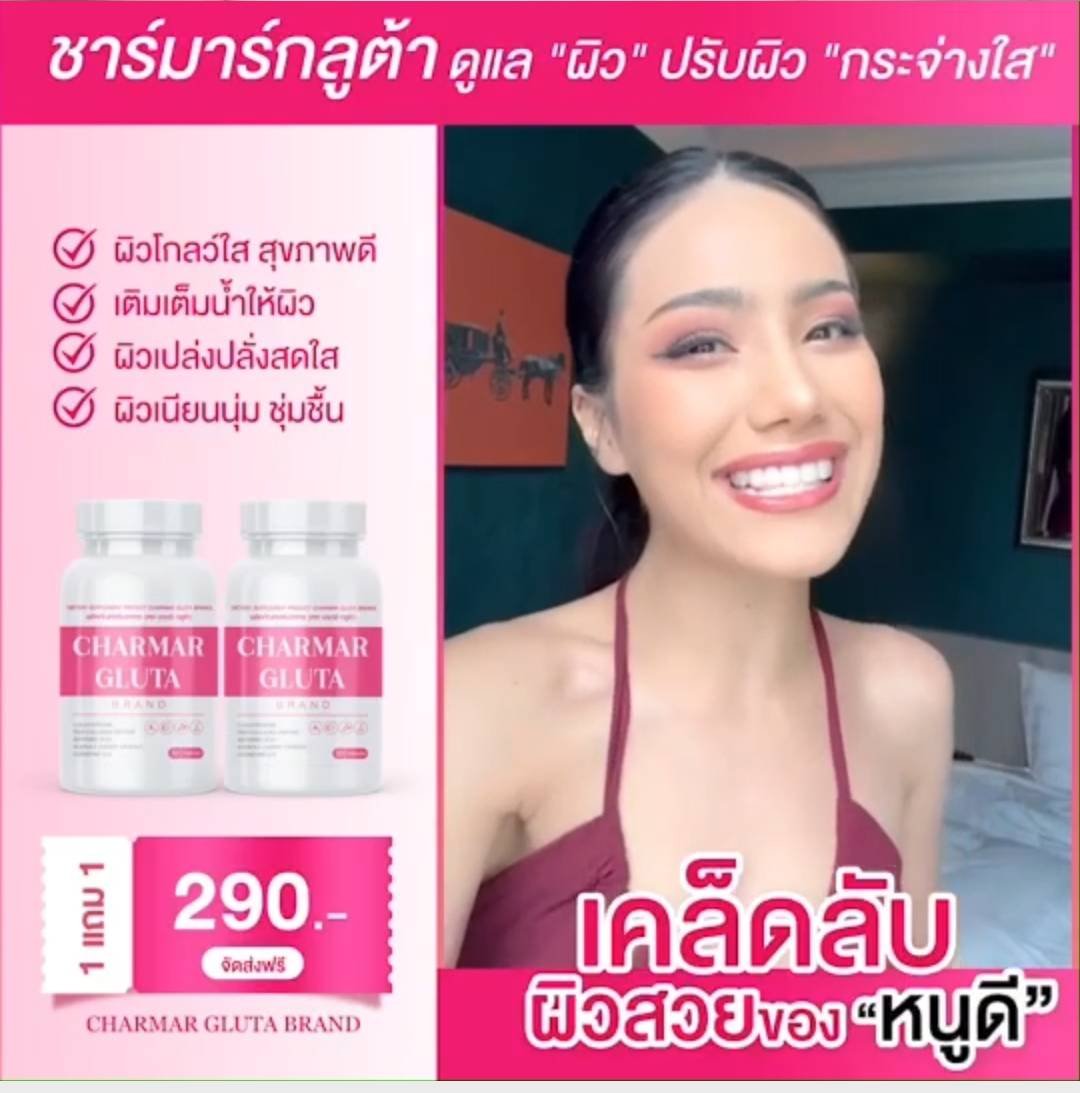 ชาร์มาร์กลูต้า ดูแล "ผิว" ปรับผิว "กระจ่างใส"
ผิวโกลว์ใส สุขภาพดี
เติมเต็มน้ำให้ผิว
ผิวเปล่งปลั่งสดใส
ผิวเนียนนุ่ม ชุ่มชื้น
CHARMAR
GLUTA
BRAND
CHARMAR
GLUTA
BRAND
1 แถม 1
290.-
จัดส่งฟรี
CHARMAR GLUTA BRAND
เคล็ดลับ
ผิวสวยของ “หนูดี”